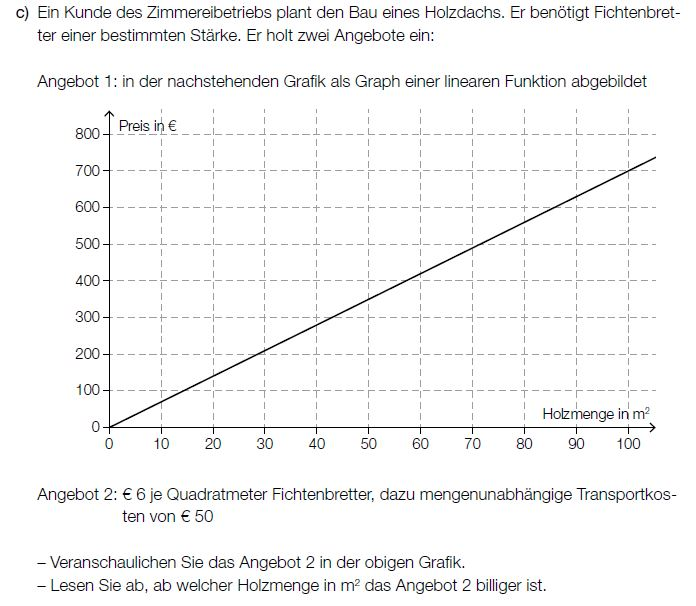 c) Ein Kunde des Zimmereibetriebs plant den Bau eines Holzdachs. Er benötigt Fichtenbret-
ter einer bestimmten Stärke. Er holt zwei Angebote ein:
Angebot 1: in der nachstehenden Grafik als Graph einer linearen Funktion abgebildet
Preis in €
800
700
600
500
400
300
200
100
0
Holzmenge in m²
0 10 20 30 40 50 60 70 80 90 100
Angebot 2: € 6 je Quadratmeter Fichtenbretter, dazu mengenunabhängige Transportkos-
ten von € 50
– Veranschaulichen Sie das Angebot 2 in der obigen Grafik.
– Lesen Sie ab, ab welcher Holzmenge in m² das Angebot 2 billiger ist.